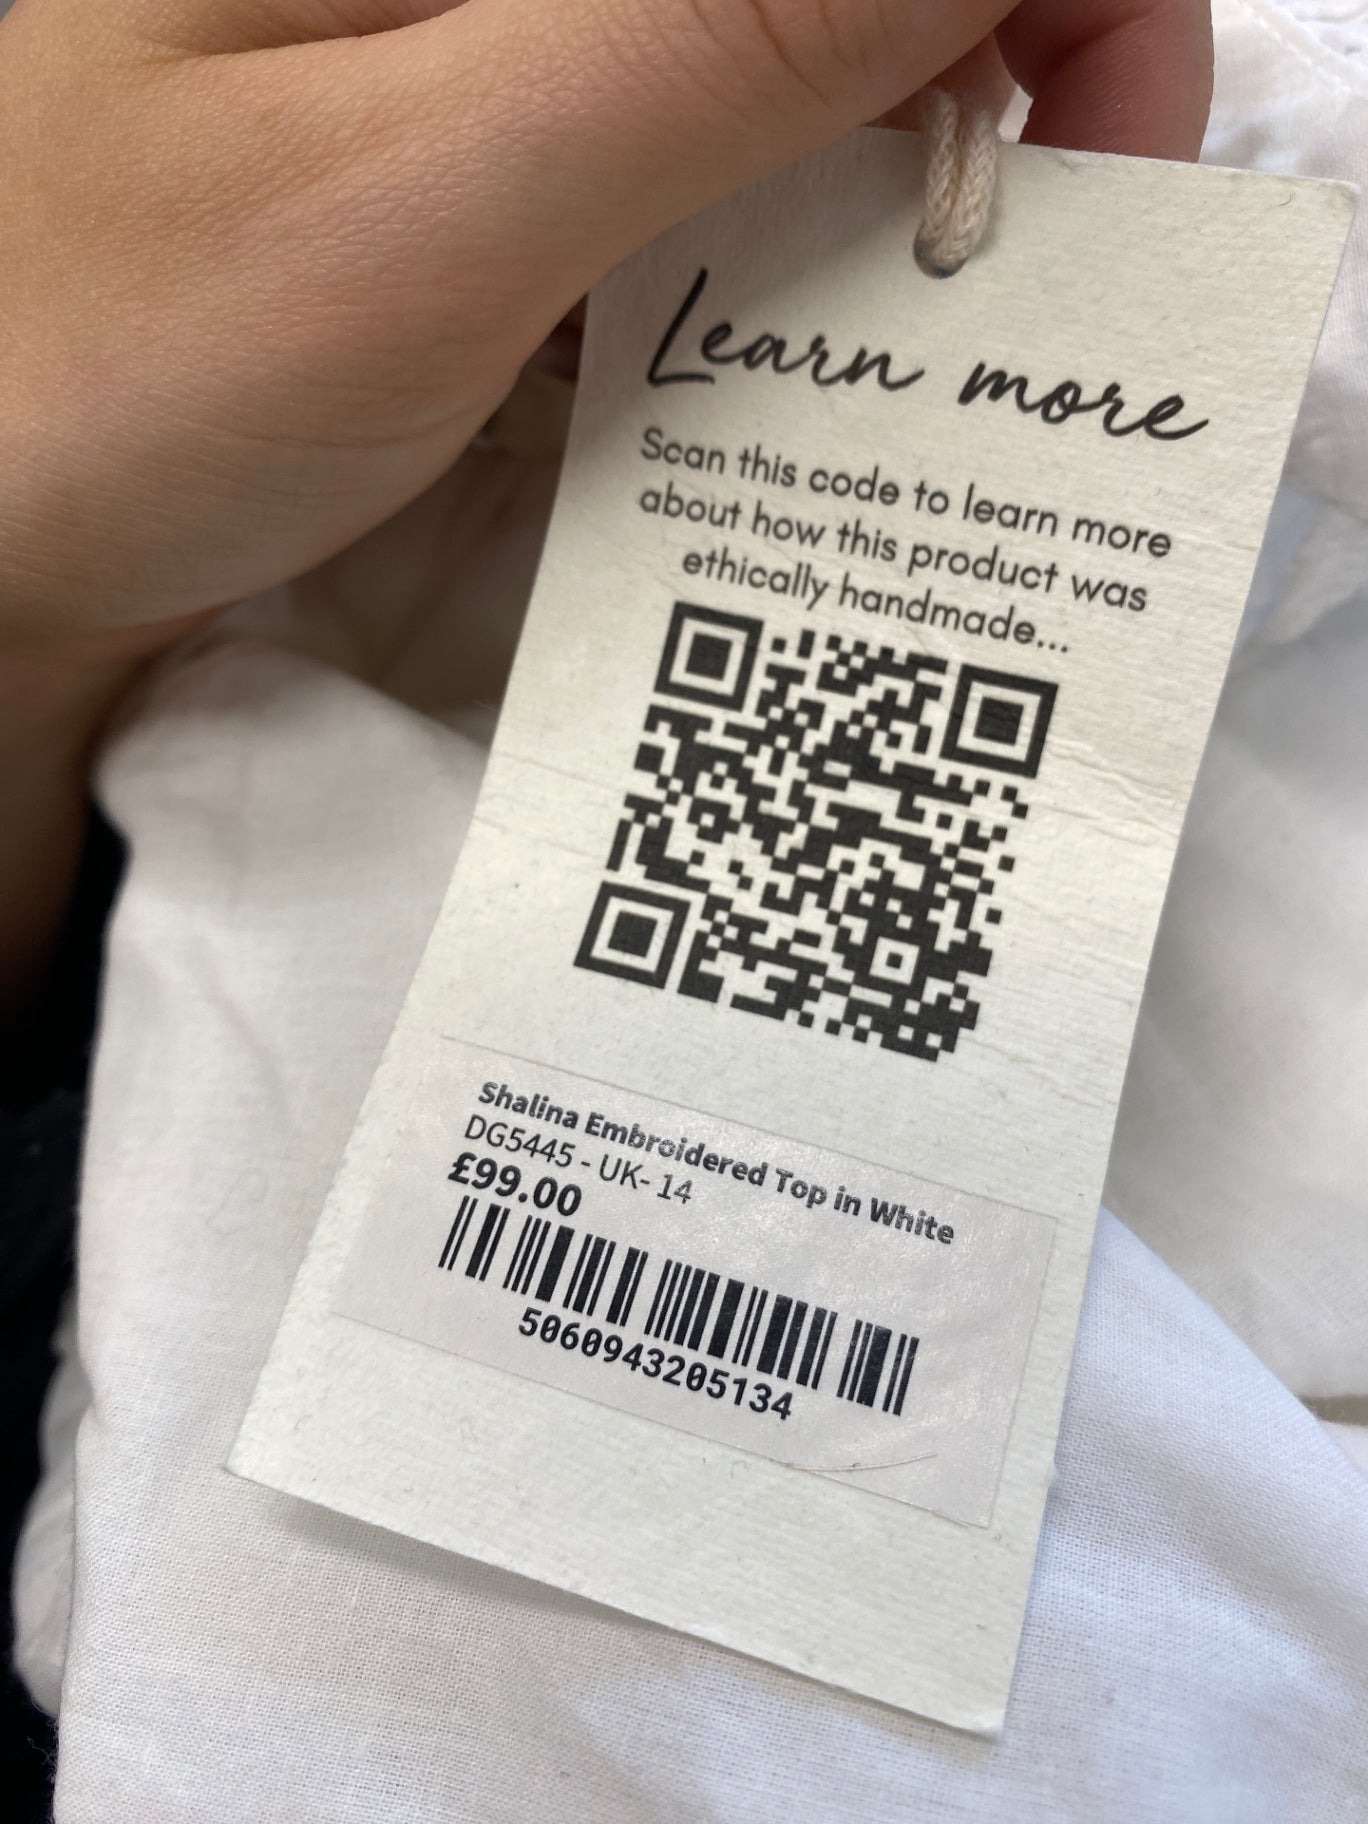 Learn more
Scan this code to learn more
about how this product was
ethically handmade...
Shalina Embroidered Top in White
DG5445 - UK- 14
£99.00
5060943205134